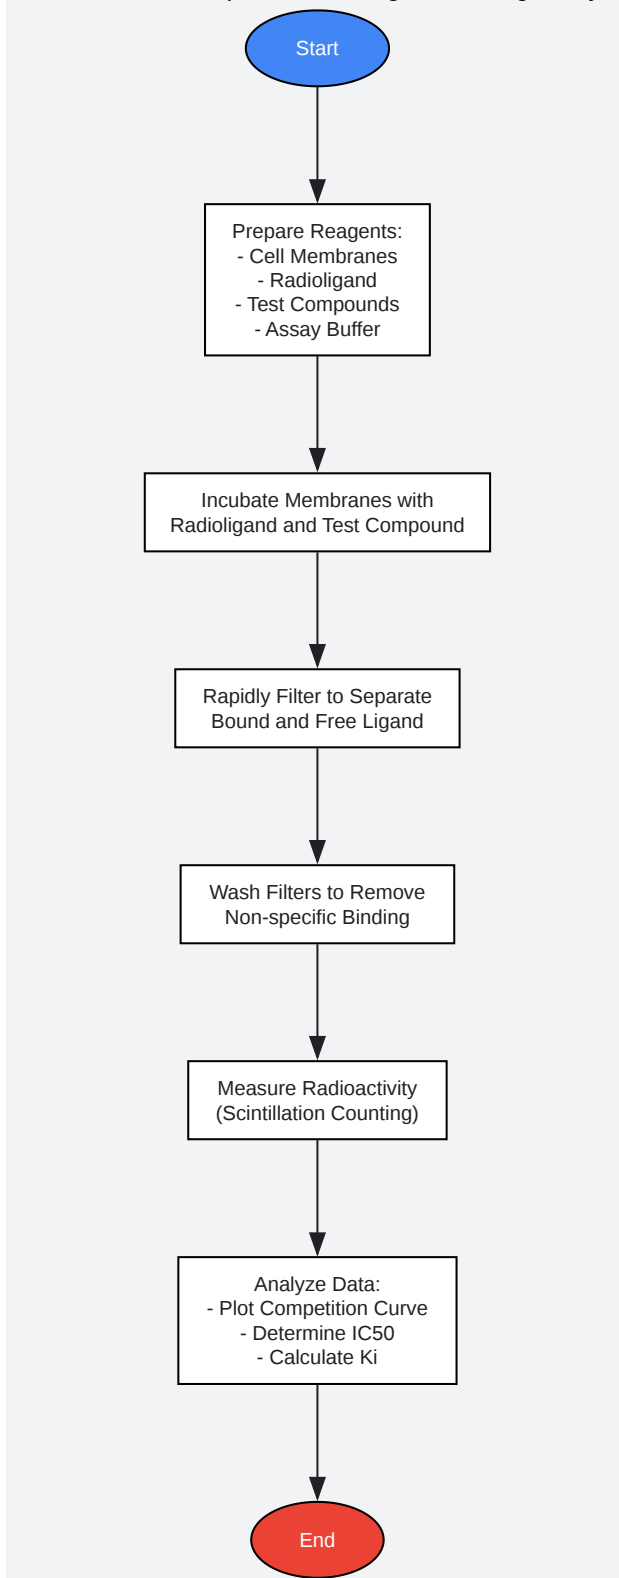 Start
Prepare Reagents:
- Cell Membranes
- Radioligand
- Test Compounds
- Assay Buffer
Incubate Membranes with
Radioligand and Test Compound
Rapidly Filter to Separate
Bound and Free Ligand
Wash Filters to Remove
Non-specific Binding
Measure Radioactivity
(Scintillation Counting)
Analyze Data:
- Plot Competition Curve
- Determine IC50
- Calculate Ki
End